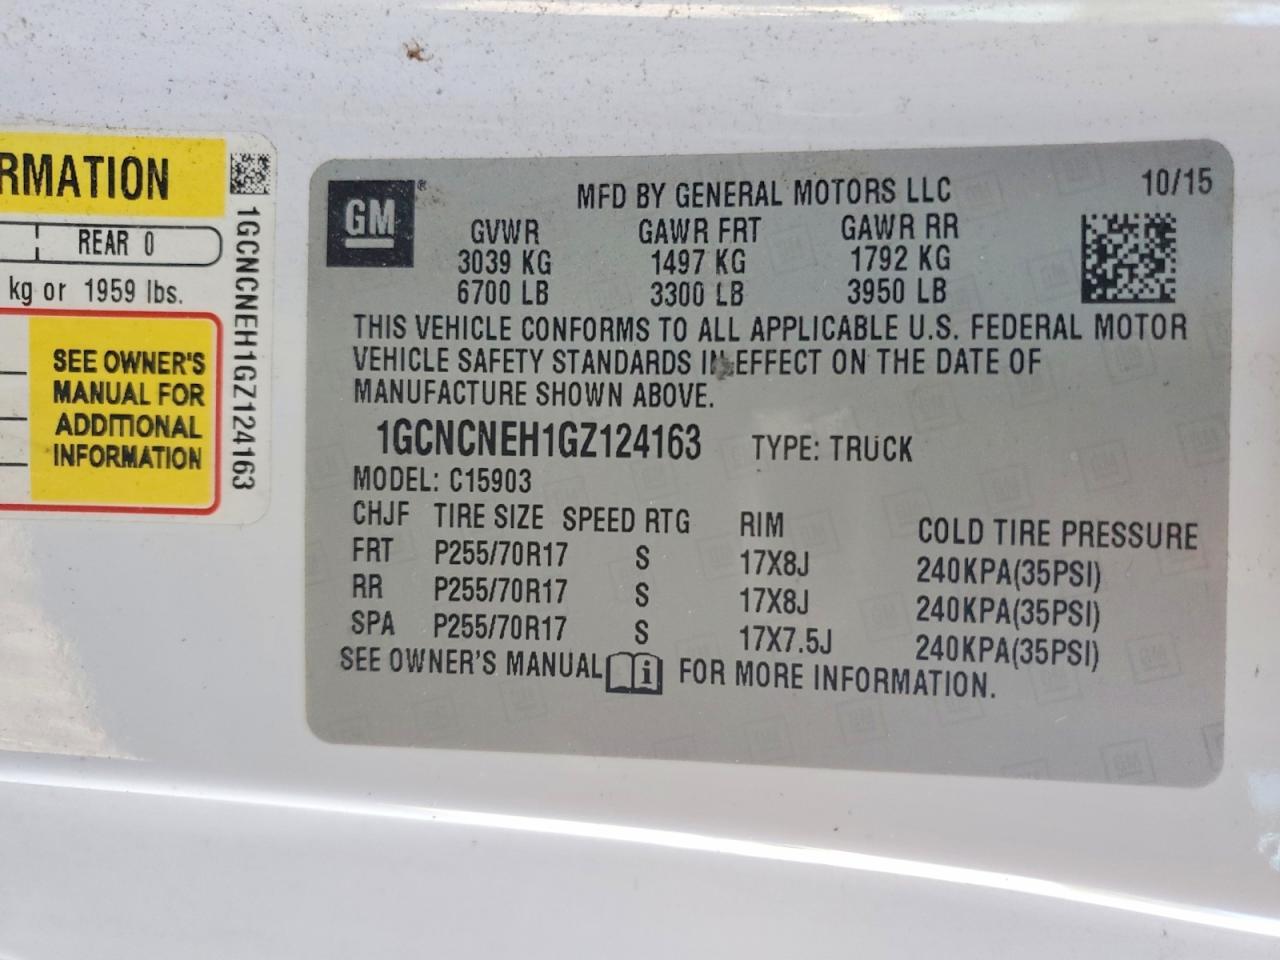 RMATION
REAR 0
kg or 1959 lbs.
SEE OWNER'S
MANUAL FOR
ADDITIONAL
INFORMATION
1GCNCNEH1GZ124163
GM®
MFD BY GENERAL MOTORS LLC 10/15
GVWR GAWR FRT GAWR RR
3039 KG 1497 KG 1792 KG
6700 LB 3300 LB 3950 LB
THIS VEHICLE CONFORMS TO ALL APPLICABLE U.S. FEDERAL MOTOR
VEHICLE SAFETY STANDARDS IN EFFECT ON THE DATE OF
MANUFACTURE SHOWN ABOVE.
1GCNCNEH1GZ124163 TYPE: TRUCK
MODEL: C15903
CHJF TIRE SIZE SPEED RTG RIM COLD TIRE PRESSURE
FRT P255/70R17 S 17X8J 240KPA(35PSI)
RR P255/70R17 S 17X8J 240KPA(35PSI)
SPA P255/70R17 S 17X7.5J 240KPA(35PSI)
SEE OWNER'S MANUAL i FOR MORE INFORMATION.